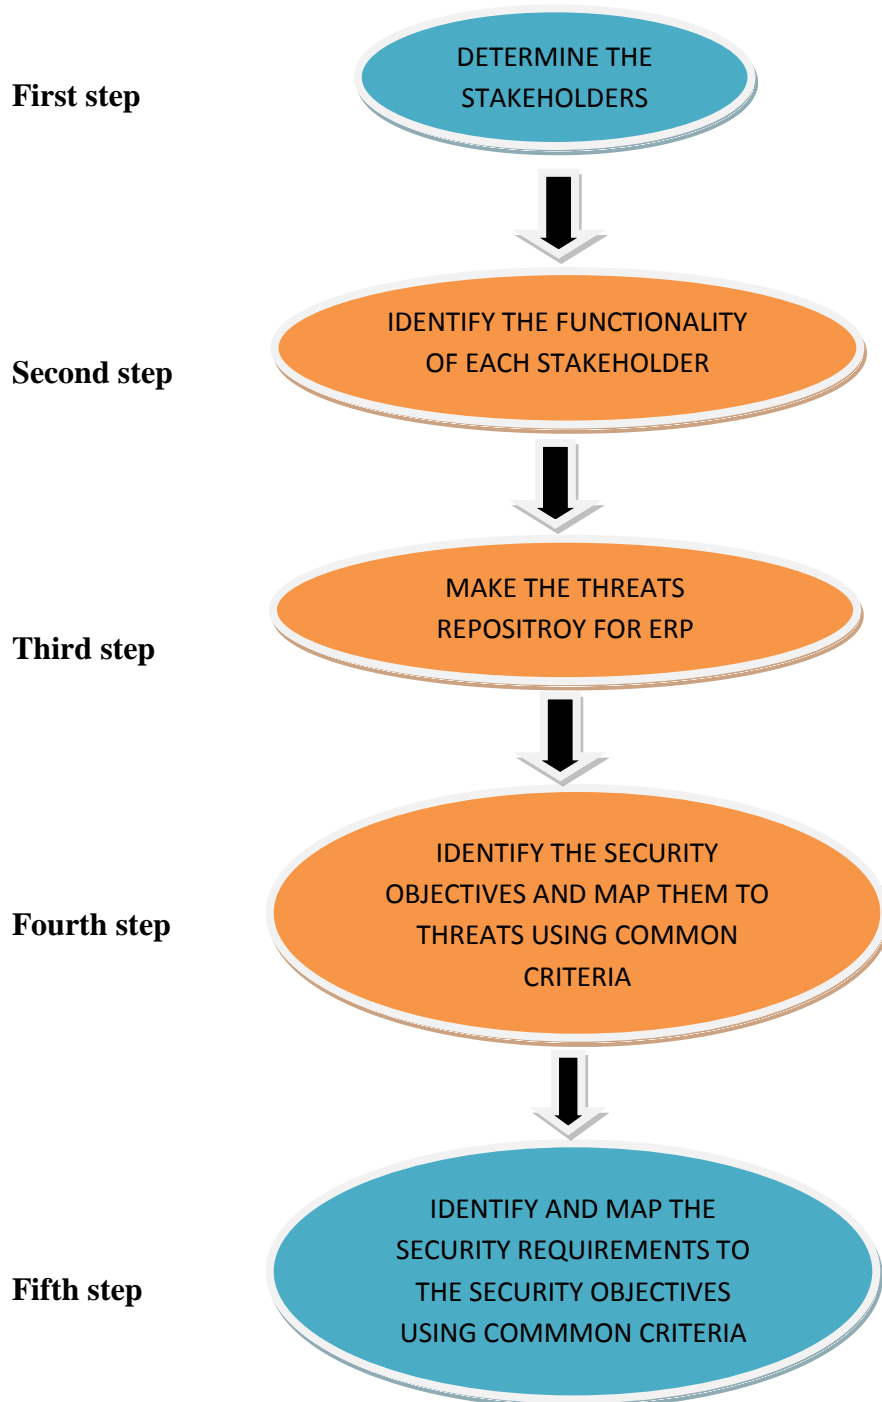 First step
DETERMINE THE
STAKEHOLDERS
Second step
IDENTIFY THE FUNCTIONALITY
OF EACH STAKEHOLDER
Third step
MAKE THE THREATS
REPOSITROY FOR ERP
Fourth step
IDENTIFY THE SECURITY
OBJECTIVES AND MAP THEM TO
THREATS USING COMMON
CRITERIA
Fifth step
IDENTIFY AND MAP THE
SECURITY REQUIREMENTS TO
THE SECURITY OBJECTIVES
USING COMMMON CRITERIA